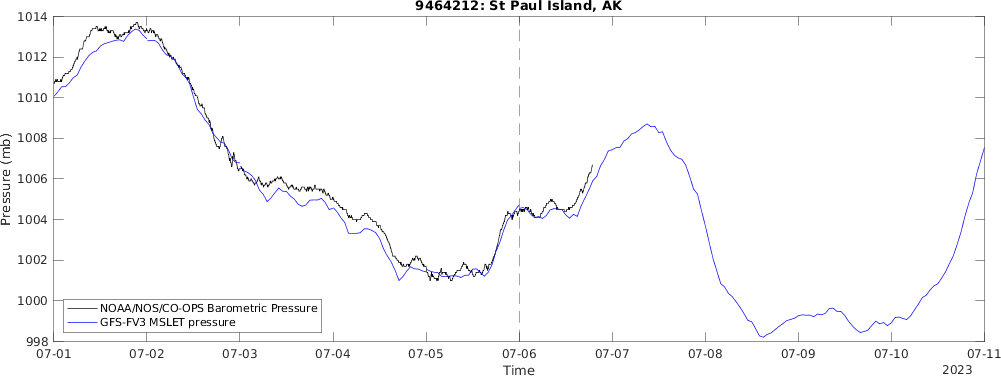 9464212: St Paul Island, AK
Pressure (mb)
1014
1012
1010
1008
1006
1004
1002
1000
998
NOAA/NOS/CO-OPS Barometric Pressure
GFS-FV3 MSLET pressure
07-01 07-02 07-03 07-04 07-05 07-06 07-07 07-08 07-09 07-10 07-11
Time
2023